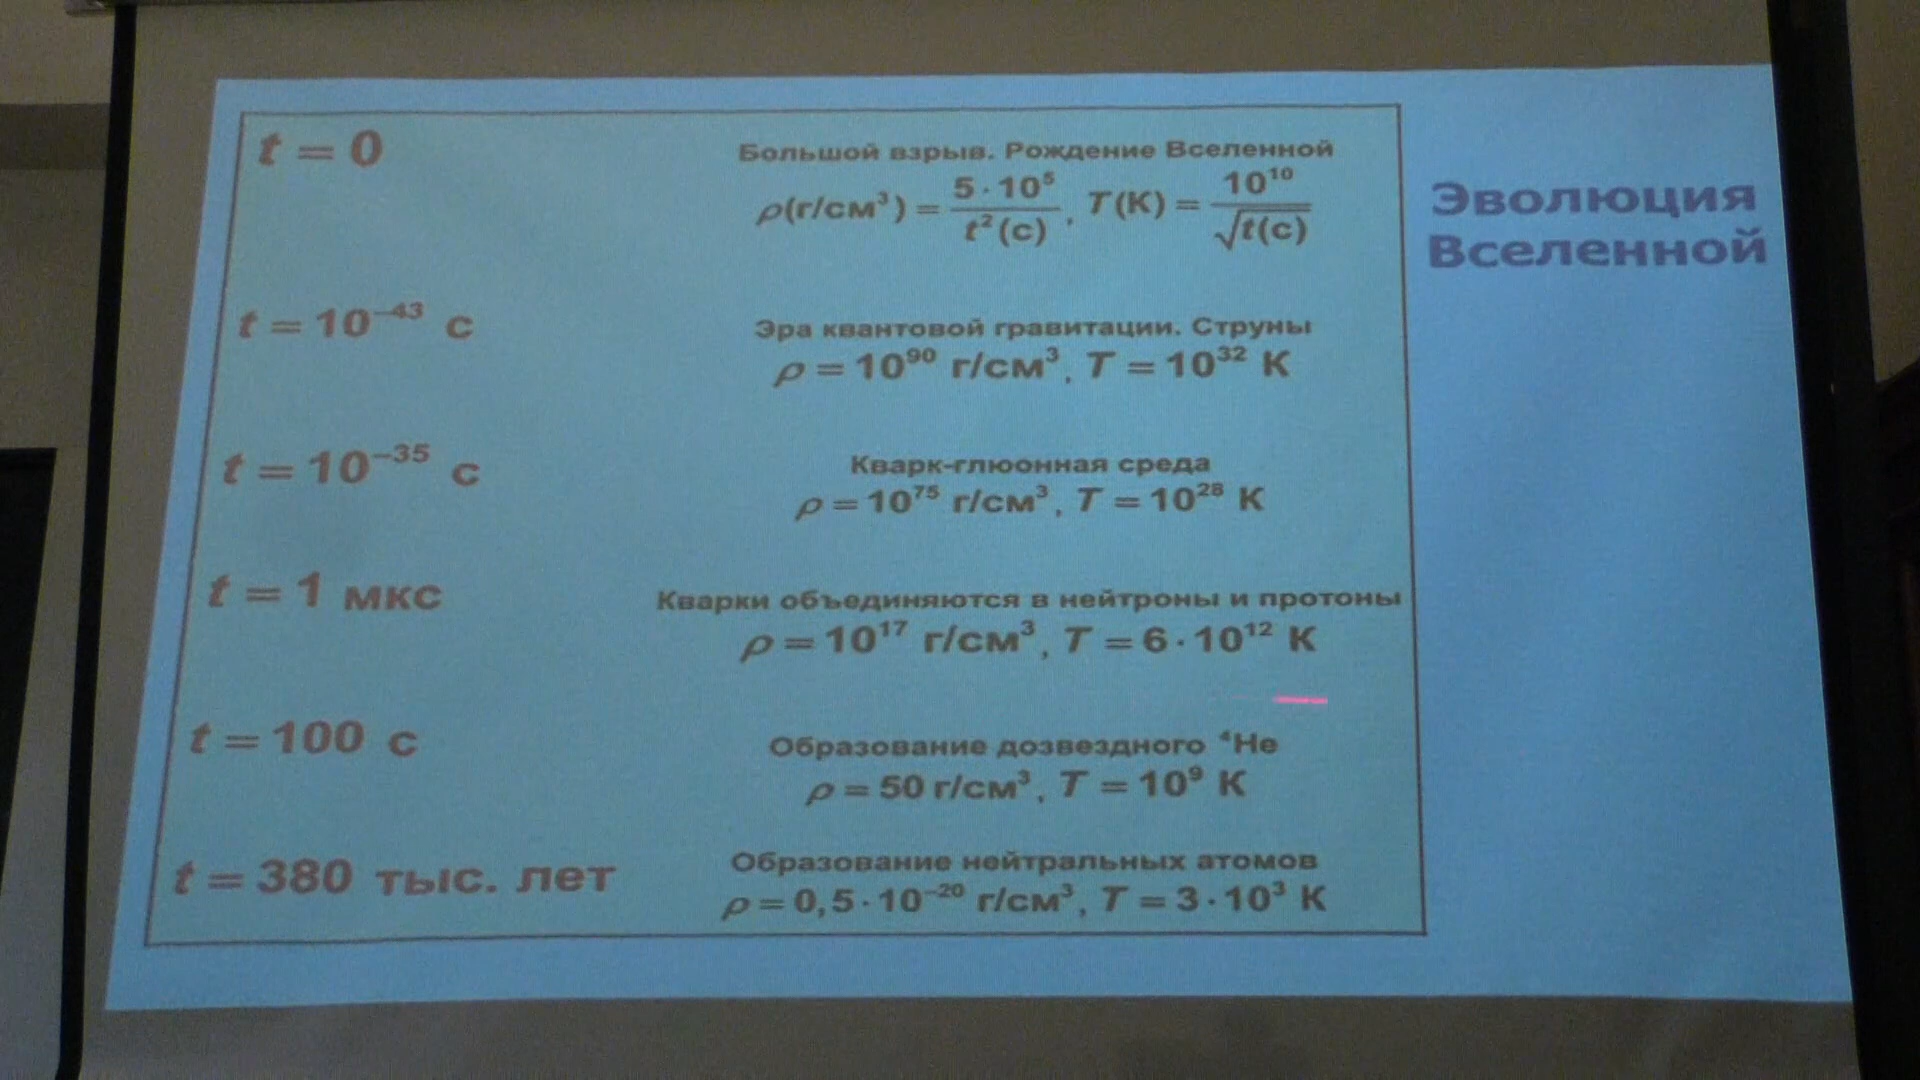 Эволюция
Вселенной
t = 0
Большой взрыв. Рождение Вселенной
ρ(г/см³) = 5·10⁵ / t²(с), T(К) = 10¹⁰ / √t(с)
t = 10⁻⁴³ с
Эра квантовой гравитации. Струны
ρ = 10⁹⁰ г/см³, T = 10³² К
t = 10⁻³⁵ с
Кварк-глюонная среда
ρ = 10⁷⁵ г/см³, T = 10²⁸ К
t = 1 мкс
Кварки объединяются в нейтроны и протоны
ρ = 10¹⁷ г/см³, T = 6·10¹² К
t = 100 с
Образование дозвездного ⁴He
ρ = 50 г/см³, T = 10⁹ К
t = 380 тыс. лет
Образование нейтральных атомов
ρ = 0,5·10⁻²⁰ г/см³, T = 3·10³ К